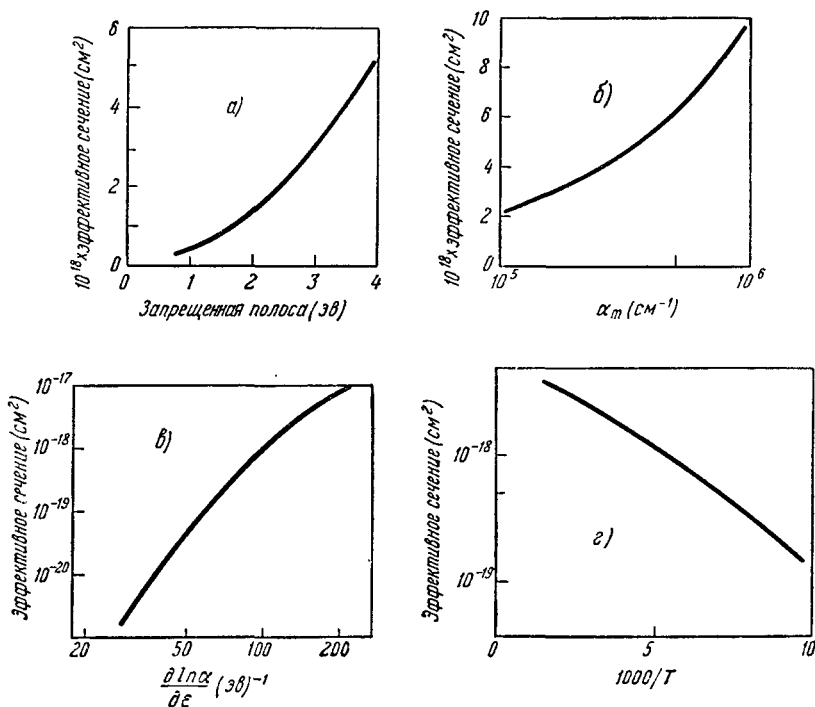 10¹⁸х эффективное сечение (см²)
6
4
2
0
а)
0 1 2 3 4
Запрещенная полоса (эв)
10¹⁸х эффективное сечение (см²)
10
8
6
4
2
0
б)
10⁵ 10⁶
αₘ (см⁻¹)
Эффективное сечение (см²)
10⁻¹⁷
10⁻¹⁸
10⁻¹⁹
10⁻²⁰
в)
20 50 100 200
∂ ln α / ∂ε (эв)⁻¹
Эффективное сечение (см²)
10⁻¹⁸
10⁻¹⁹
г)
0 5 10
1000/T